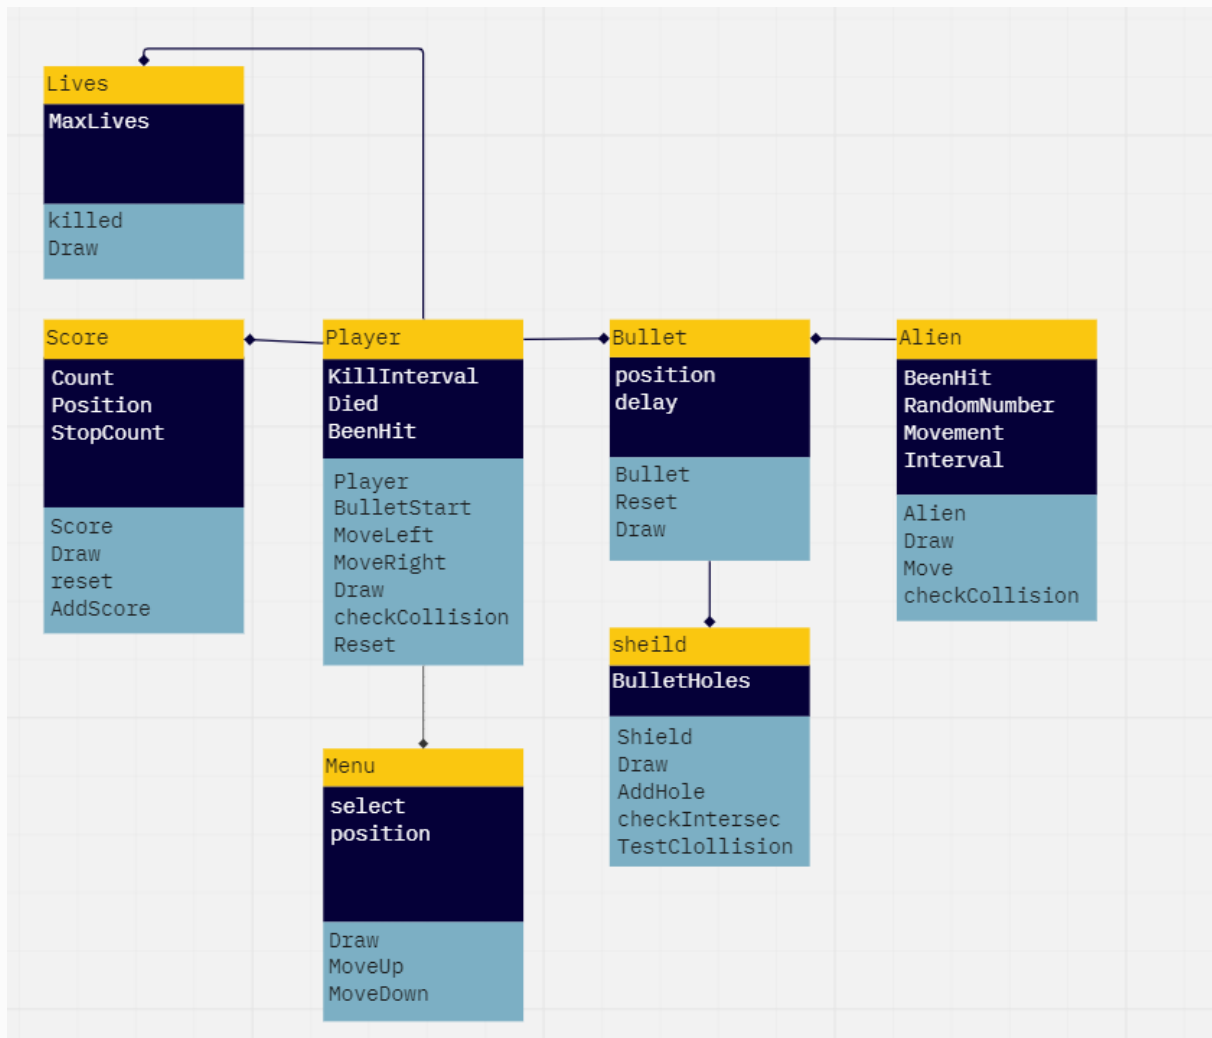 Lives
MaxLives
killed
Draw
Score
Count
Position
StopCount
Score
Draw
reset
AddScore
Player
KillInterval
Died
BeenHit
Player
BulletStart
MoveLeft
MoveRight
Draw
checkCollision
Reset
Bullet
position
delay
Bullet
Reset
Draw
Alien
BeenHit
RandomNumber
Movement
Interval
Alien
Draw
Move
checkCollision
sheild
BulletHoles
Shield
Draw
AddHole
checkIntersec
TestClollision
Menu
select
position
Draw
MoveUp
MoveDown